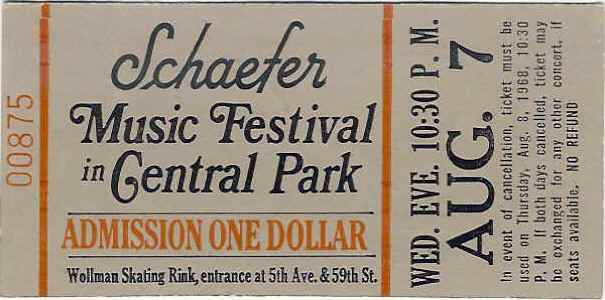 00875
Schaefer
Music Festival
in Central Park
ADMISSION ONE DOLLAR
Wollman Skating Rink, entrance at 5th Ave. & 59th St.
WED. EVE. 10:30 P. M.
AUG. 7
In event of cancellation, ticket must be
used on Thursday, Aug. 8, 1968, 10:30
P. M. If both days cancelled, ticket may
be exchanged for any other concert, if
seats available. NO REFUND